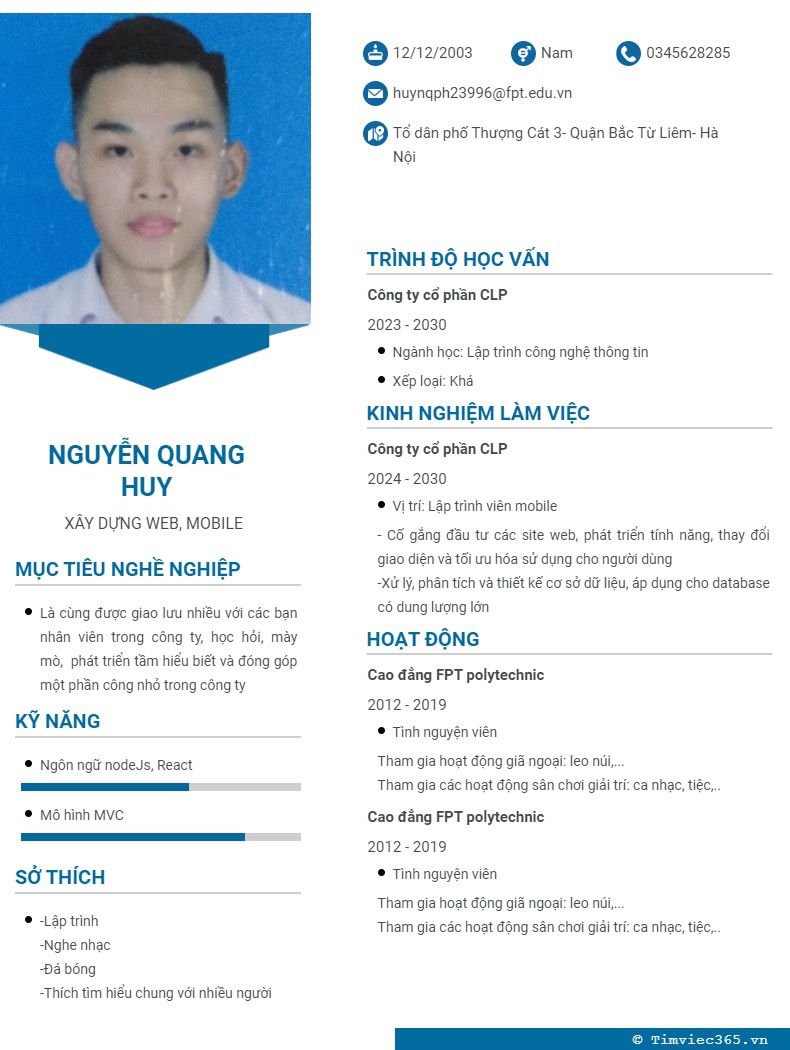 12/12/2003
Nam
0345628285
huynqph23996@fpt.edu.vn
Tổ dân phố Thượng Cát 3- Quận Bắc Từ Liêm- Hà
Nội
NGUYỄN QUANG
HUY
XÂY DỰNG WEB, MOBILE
MỤC TIÊU NGHỀ NGHIỆP
Là cùng được giao lưu nhiều với các bạn
nhân viên trong công ty, học hỏi, mày
mò, phát triển tầm hiểu biết và đóng góp
một phần công nhỏ trong công ty
KỸ NĂNG
Ngôn ngữ nodeJs, React
Mô hình MVC
SỞ THÍCH
-Lập trình
-Nghe nhạc
-Đá bóng
-Thích tìm hiểu chung với nhiều người
TRÌNH ĐỘ HỌC VẤN
Công ty cổ phần CLP
2023 - 2030
Ngành học: Lập trình công nghệ thông tin
Xếp loại: Khá
KINH NGHIỆM LÀM VIỆC
Công ty cổ phần CLP
2024 - 2030
Vị trí: Lập trình viên mobile
- Cố gắng đầu tư các site web, phát triển tính năng, thay đổi
giao diện và tối ưu hóa sử dụng cho người dùng
-Xử lý, phân tích và thiết kế cơ sở dữ liệu, áp dụng cho database
có dung lượng lớn
HOẠT ĐỘNG
Cao đẳng FPT polytechnic
2012 - 2019
Tình nguyện viên
Tham gia hoạt động giã ngoại: leo núi,...
Tham gia các hoạt động sân chơi giải trí: ca nhạc, tiệc,..
Cao đẳng FPT polytechnic
2012 - 2019
Tình nguyện viên
Tham gia hoạt động giã ngoại: leo núi,...
Tham gia các hoạt động sân chơi giải trí: ca nhạc, tiệc,..
© Timviec365.vn